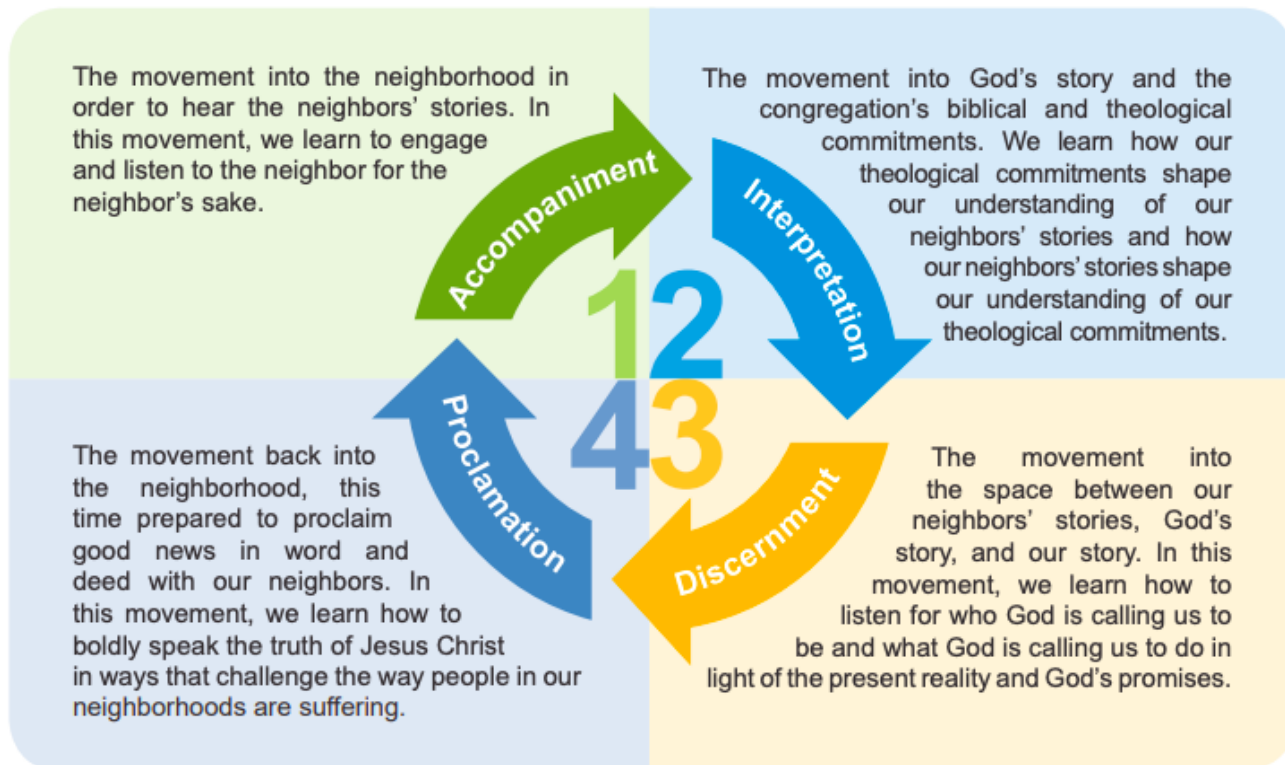 The movement into the neighborhood in
order to hear the neighbors' stories. In
this movement, we learn to engage
and listen to the neighbor for the
neighbor's sake.
Accompaniment
1
The movement into God's story and the
congregation's biblical and theological
commitments. We learn how our
theological commitments shape
our understanding of our
neighbors' stories and how
our neighbors' stories shape
our understanding of our
theological commitments.
Interpretation
2
The movement into
the space between our
neighbors' stories, God's
story, and our story. In this
movement, we learn how to
listen for who God is calling us to
be and what God is calling us to do in
light of the present reality and God's promises.
Discernment
3
The movement back into
the neighborhood, this
time prepared to proclaim
good news in word and
deed with our neighbors. In
this movement, we learn how to
boldly speak the truth of Jesus Christ
in ways that challenge the way people in our
neighborhoods are suffering.
Proclamation
4